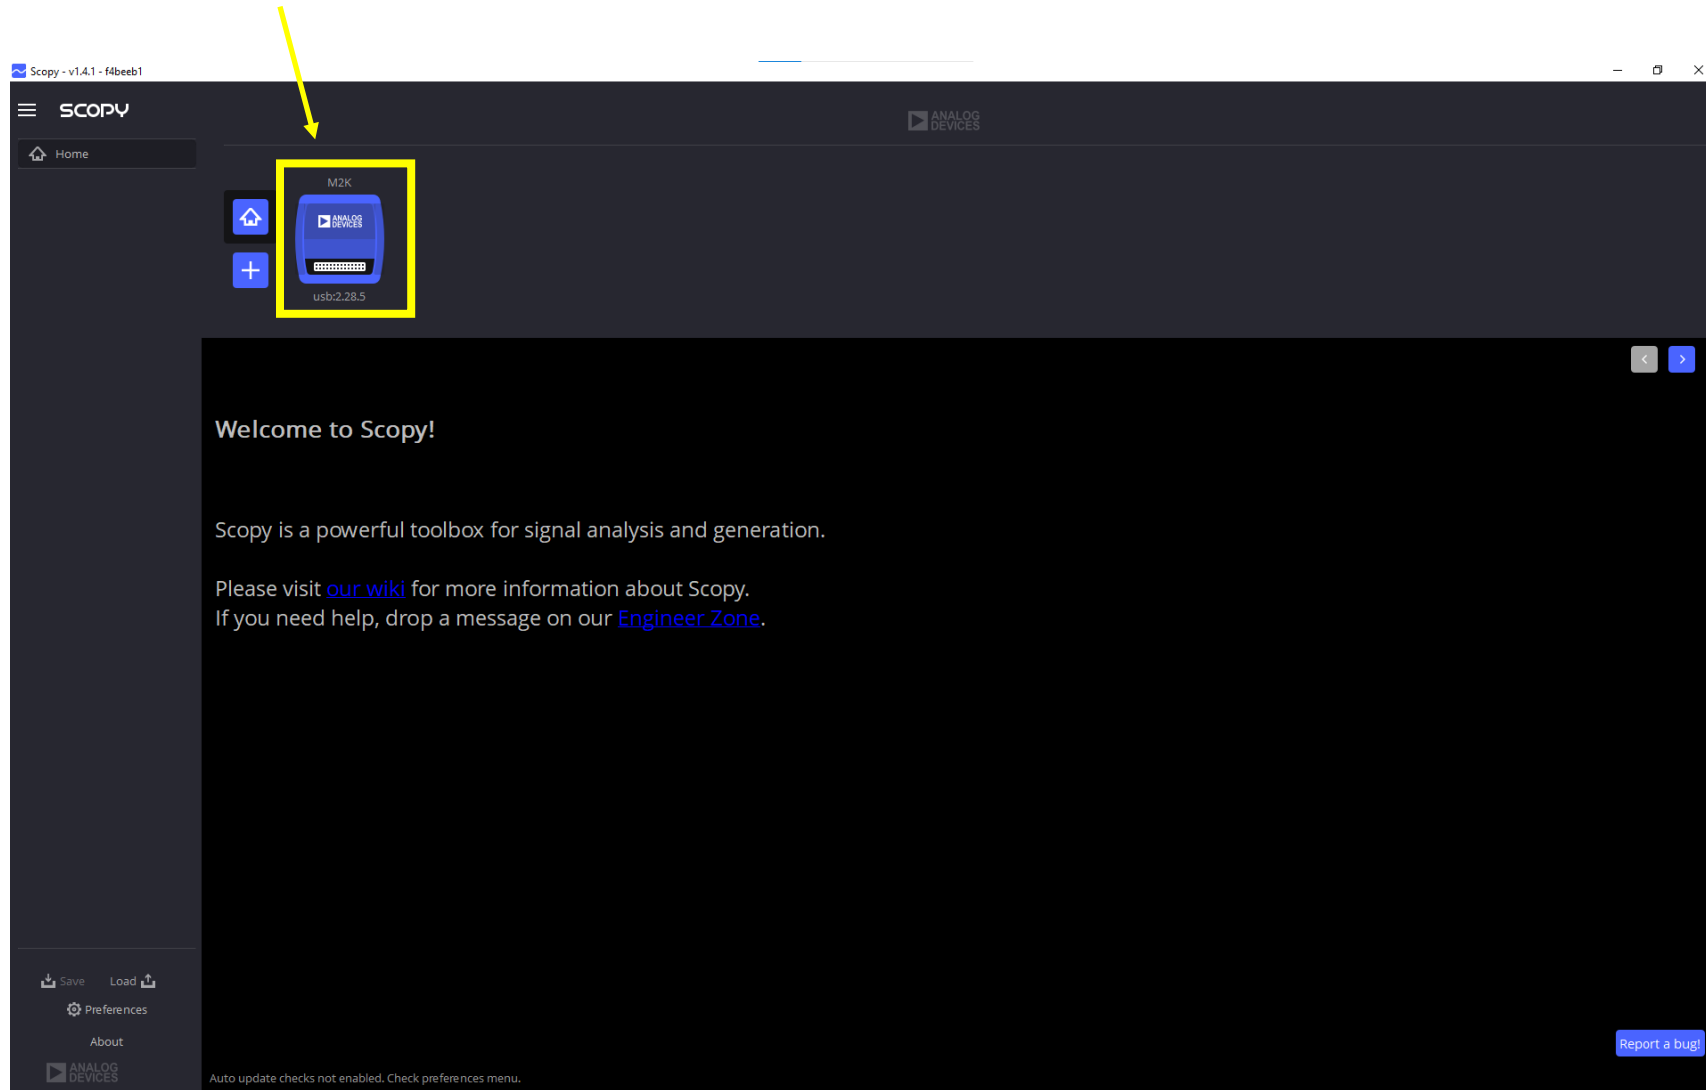 Scopy - v1.4.1 - f4beeb1
SCOPY
ANALOG
DEVICES
Home
M2K
ANALOG
DEVICES
usb:2.28.5
Welcome to Scopy!
Scopy is a powerful toolbox for signal analysis and generation.
Please visit our wiki for more information about Scopy.
If you need help, drop a message on our Engineer Zone.
Save Load
Preferences
About
Report a bug!
ANALOG
DEVICES
Auto update checks not enabled. Check preferences menu.